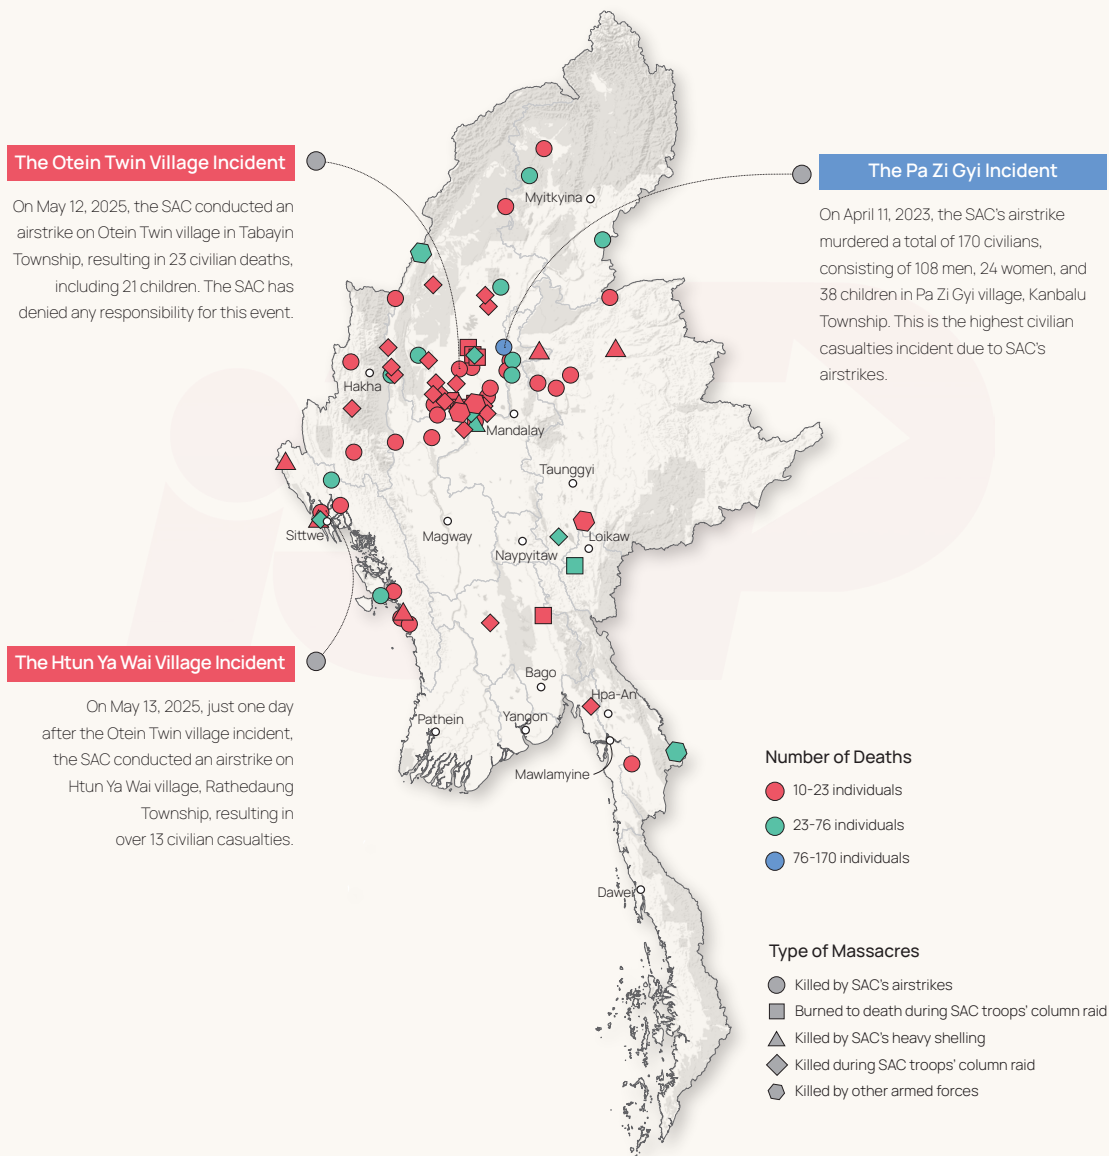 The Otein Twin Village Incident
On May 12, 2025, the SAC conducted an
airstrike on Otein Twin village in Tabayin
Township, resulting in 23 civilian deaths,
including 21 children. The SAC has
denied any responsibility for this event.
The Pa Zi Gyi Incident
On April 11, 2023, the SAC's airstrike
murdered a total of 170 civilians,
consisting of 108 men, 24 women, and
38 children in Pa Zi Gyi village, Kanbalu
Township. This is the highest civilian
casualties incident due to SAC's
airstrikes.
Myitkyina
Hakha
Mandalay
Taunggyi
Sittwe
Magway
Naypyitaw
Loikaw
The Htun Ya Wai Village Incident
On May 13, 2025, just one day
after the Otein Twin village incident,
the SAC conducted an airstrike on
Htun Ya Wai village, Rathedaung
Township, resulting in
over 13 civilian casualties.
Bago
Hpa-An
Pathein
Yangon
Mawlamyine
Dawei
Number of Deaths
10-23 individuals
23-76 individuals
76-170 individuals
Type of Massacres
Killed by SAC's airstrikes
Burned to death during SAC troops' column raid
Killed by SAC's heavy shelling
Killed during SAC troops' column raid
Killed by other armed forces